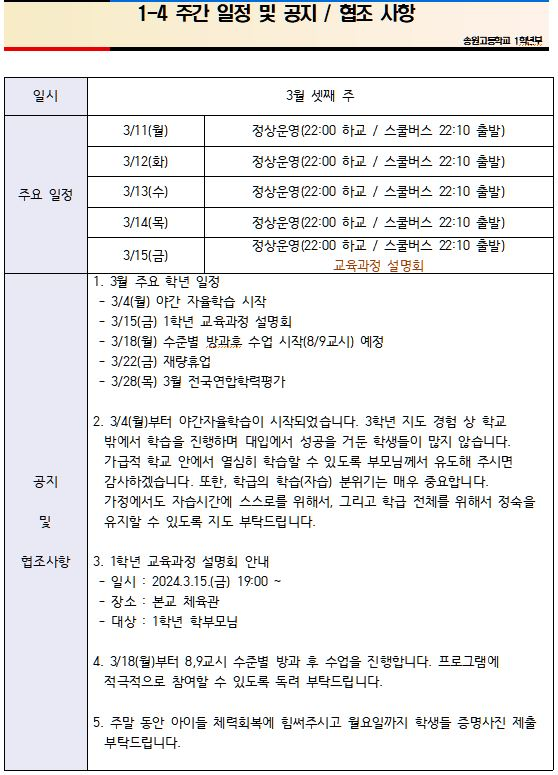 1-4 주간 일정 및 공지 / 협조 사항
송원고등학교 1학년부
일시
3월 셋째 주
주요 일정
3/11(월)
정상운영(22:00 하교 / 스쿨버스 22:10 출발)
3/12(화)
정상운영(22:00 하교 / 스쿨버스 22:10 출발)
3/13(수)
정상운영(22:00 하교 / 스쿨버스 22:10 출발)
3/14(목)
정상운영(22:00 하교 / 스쿨버스 22:10 출발)
3/15(금)
정상운영(22:00 하교 / 스쿨버스 22:10 출발)
교육과정 설명회
공지
및
협조사항
1. 3월 주요 학년 일정
- 3/4(월) 야간 자율학습 시작
- 3/15(금) 1학년 교육과정 설명회
- 3/18(월) 수준별 방과후 수업 시작(8/9교시) 예정
- 3/22(금) 재량휴업
- 3/28(목) 3월 전국연합학력평가
2. 3/4(월)부터 야간자율학습이 시작되었습니다. 3학년 지도 경험 상 학교
밖에서 학습을 진행하며 대입에서 성공을 거둔 학생들이 많지 않습니다.
가급적 학교 안에서 열심히 학습할 수 있도록 부모님께서 유도해 주시면
감사하겠습니다. 또한, 학급의 학습(자습) 분위기는 매우 중요합니다.
가정에서도 자습시간에 스스로를 위해서, 그리고 학급 전체를 위해서 정숙을
유지할 수 있도록 지도 부탁드립니다.
3. 1학년 교육과정 설명회 안내
- 일시 : 2024.3.15.(금) 19:00 ~
- 장소 : 본교 체육관
- 대상 : 1학년 학부모님
4. 3/18(월)부터 8,9교시 수준별 방과 후 수업을 진행합니다. 프로그램에
적극적으로 참여할 수 있도록 독려 부탁드립니다.
5. 주말 동안 아이들 체력회복에 힘써주시고 월요일까지 학생들 증명사진 제출
부탁드립니다.